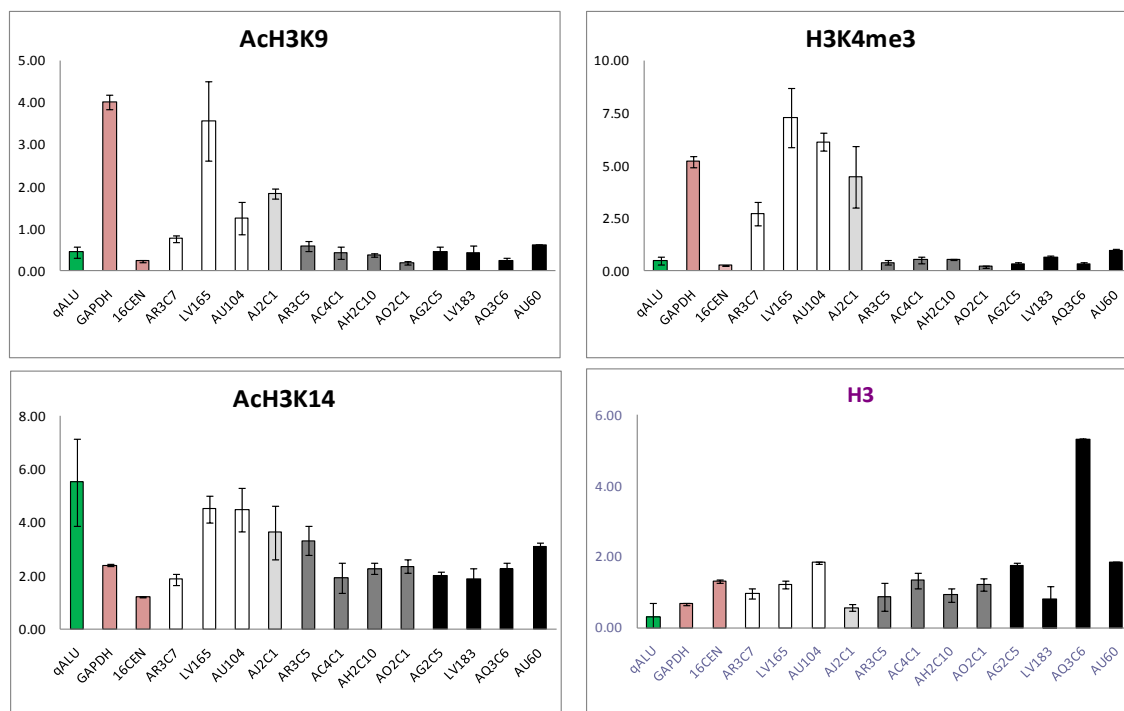 AcH3K9
5.00
4.00
3.00
2.00
1.00
0.00
qALU GAPDH 16CEN AR3C7 LV165 AU104 AJ2C1 AR3C5 AC4C1 AH2C10 AO2C1 AG2C5 LV183 AQ3C6 AU60
H3K4me3
10.00
7.50
5.00
2.50
0.00
qALU GAPDH 16CEN AR3C7 LV165 AU104 AJ2C1 AR3C5 AC4C1 AH2C10 AO2C1 AG2C5 LV183 AQ3C6 AU60
AcH3K14
8.00
6.00
4.00
2.00
0.00
qALU GAPDH 16CEN AR3C7 LV165 AU104 AJ2C1 AR3C5 AC4C1 AH2C10 AO2C1 AG2C5 LV183 AQ3C6 AU60
H3
6.00
4.00
2.00
0.00
qALU GAPDH 16CEN AR3C7 LV165 AU104 AJ2C1 AR3C5 AC4C1 AH2C10 AO2C1 AG2C5 LV183 AQ3C6 AU60